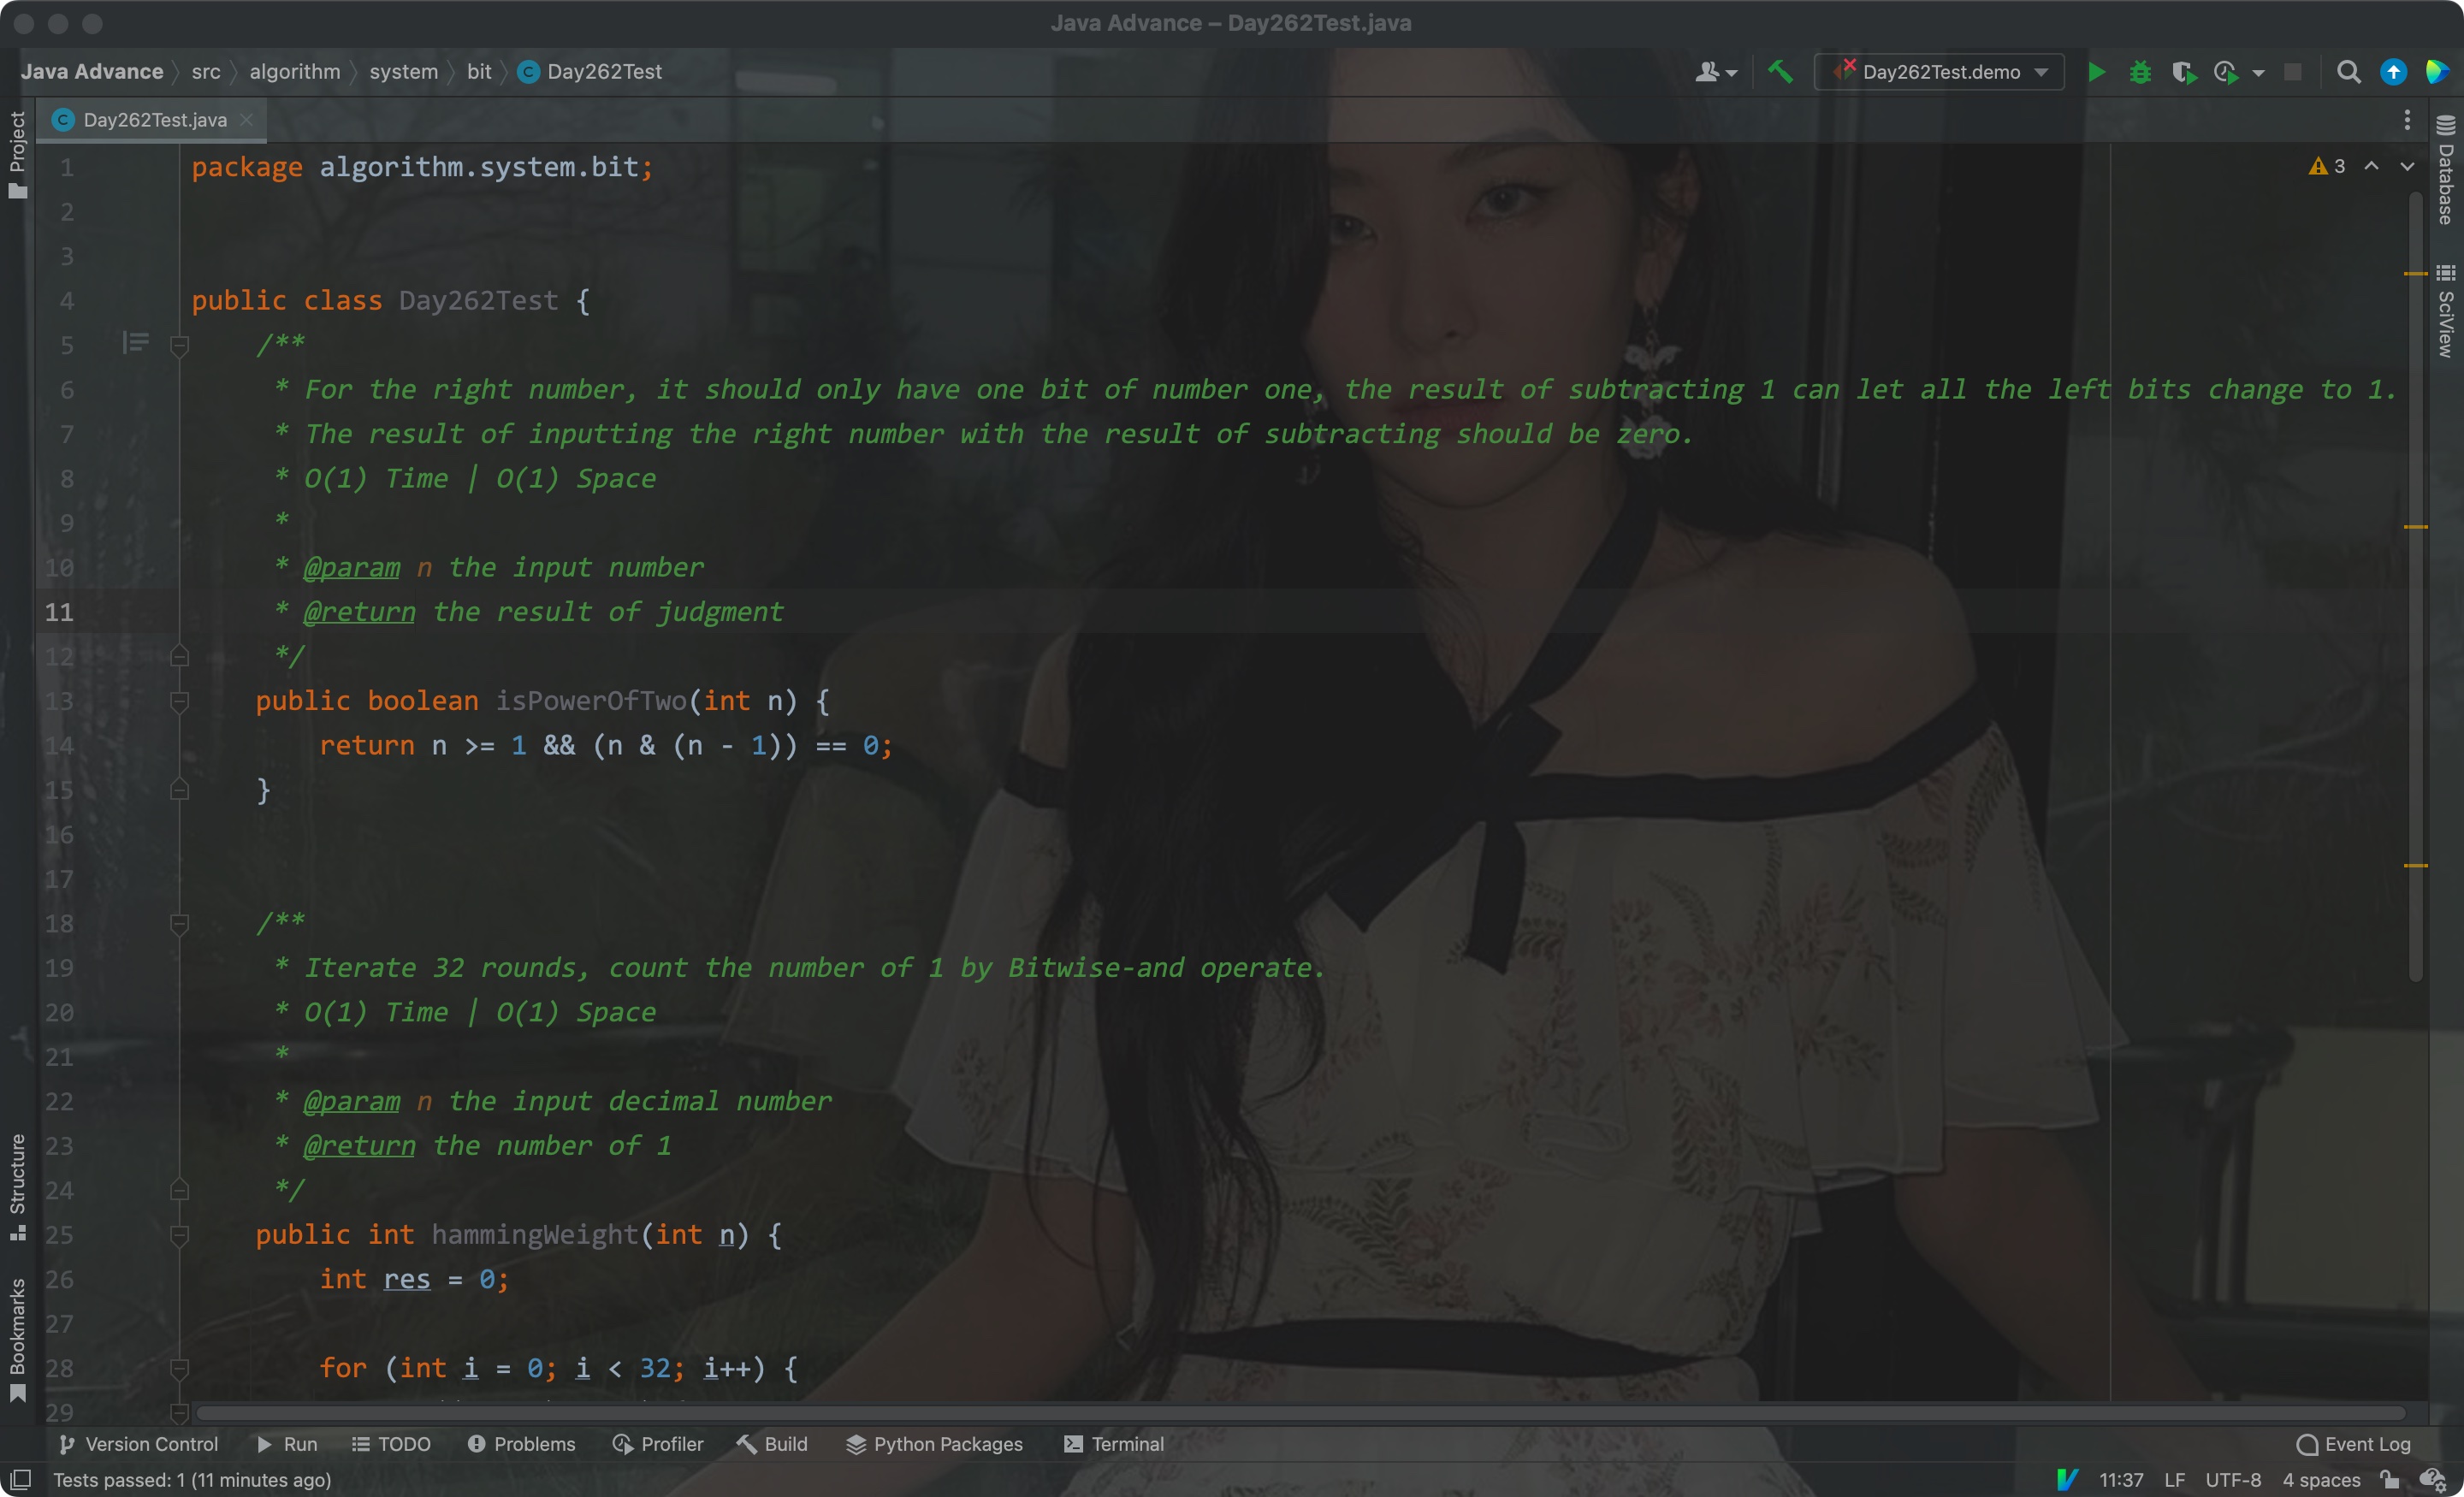 Java Advance – Day262Test.java
Java Advance src algorithm system bit Day262Test Day262Test.demo
Project
Day262Test.java
Database
SciView
Structure
Bookmarks
3
1 package algorithm.system.bit;
2
3
4 public class Day262Test {
5 /**
6 * For the right number, it should only have one bit of number one, the result of subtracting 1 can let all the left bits change to 1.
7 * The result of inputting the right number with the result of subtracting should be zero.
8 * O(1) Time | O(1) Space
9 *
10 * @param n the input number
11 * @return the result of judgment
12 */
13 public boolean isPowerOfTwo(int n) {
14 return n >= 1 && (n & (n - 1)) == 0;
15 }
16
17
18 /**
19 * Iterate 32 rounds, count the number of 1 by Bitwise-and operate.
20 * O(1) Time | O(1) Space
21 *
22 * @param n the input decimal number
23 * @return the number of 1
24 */
25 public int hammingWeight(int n) {
26 int res = 0;
27
28 for (int i = 0; i < 32; i++) {
29
Version Control Run TODO Problems Profiler Build Python Packages Terminal Event Log
Tests passed: 1 (11 minutes ago) 11:37 LF UTF-8 4 spaces